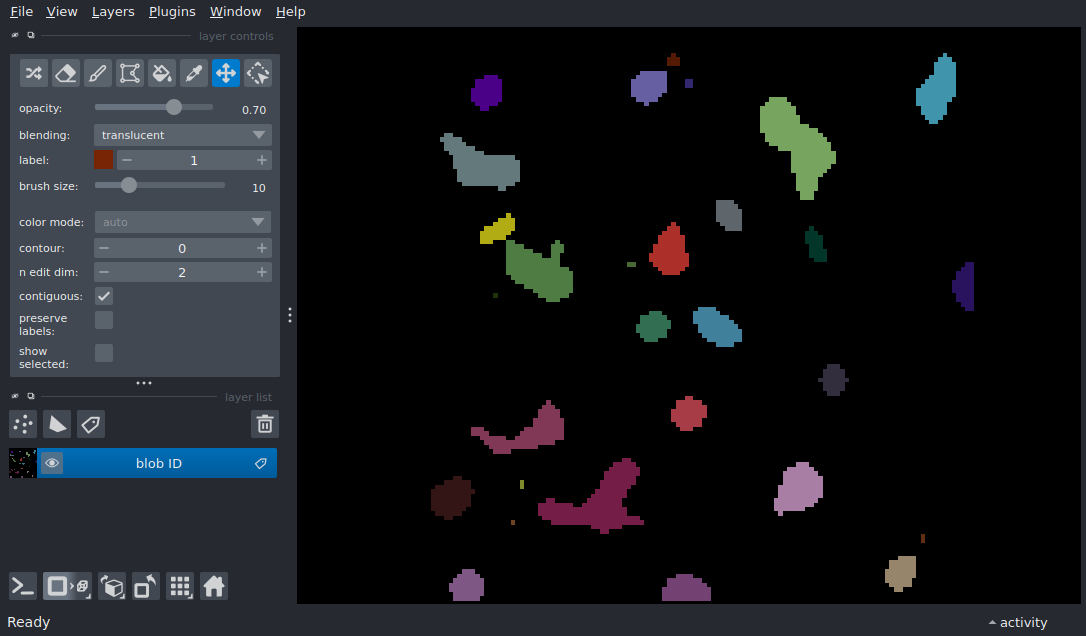 File View Layers Plugins Window Help
layer controls
opacity: 0.70
blending: translucent
label: 1
brush size: 10
color mode: auto
contour: 0
n edit dim: 2
contiguous:
preserve
labels:
show
selected:
layer list
blob ID
Ready
activity